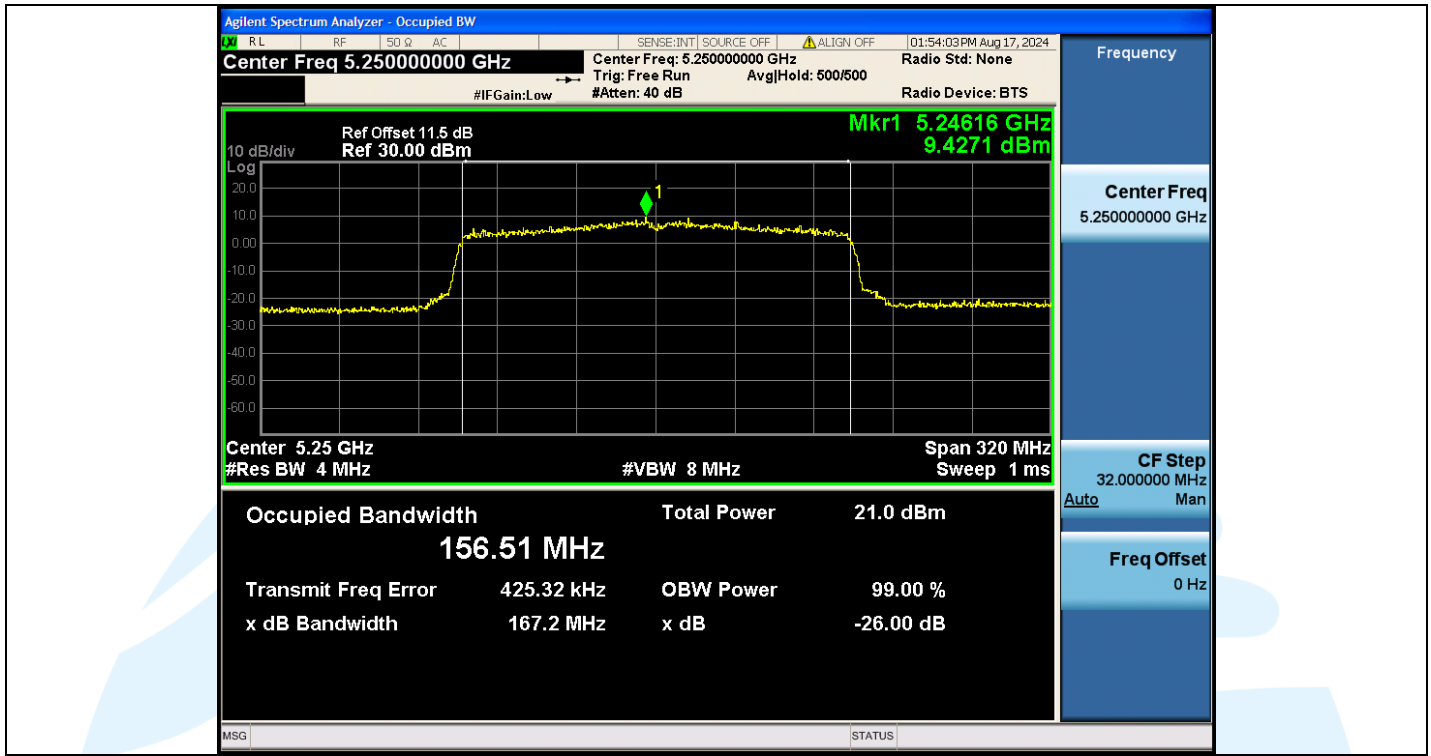 Agilent Spectrum Analyzer - Occupied BW
LXI RL RF 50 Ω AC SENSE:INT SOURCE OFF ALIGN OFF 01:54:03 PM Aug 17, 2024
Center Freq 5.250000000 GHz
Center Freq: 5.250000000 GHz
Radio Std: None
Trig: Free Run Avg|Hold: 500/500
#IFGain:Low #Atten: 40 dB Radio Device: BTS
Mkr1 5.24616 GHz
9.4271 dBm
Ref Offset 11.5 dB
10 dB/div Ref 30.00 dBm
Log
20.0
1
10.0
0.00
-10.0
-20.0
-30.0
-40.0
-50.0
-60.0
Center 5.25 GHz Span 320 MHz
#Res BW 4 MHz #VBW 8 MHz Sweep 1 ms
Occupied Bandwidth Total Power 21.0 dBm
156.51 MHz
Transmit Freq Error 425.32 kHz OBW Power 99.00 %
x dB Bandwidth 167.2 MHz x dB -26.00 dB
MSG STATUS
Frequency
Center Freq
5.250000000 GHz
CF Step
32.000000 MHz
Auto Man
Freq Offset
0 Hz